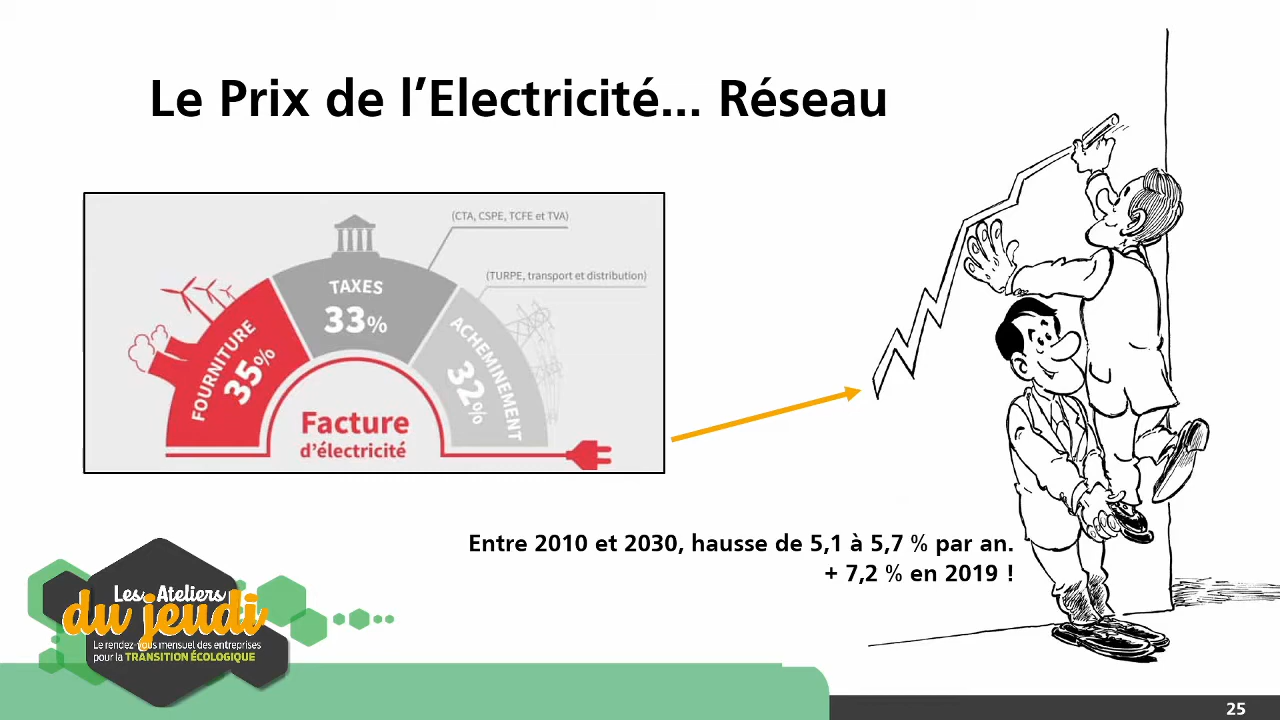 Le Prix de l’Electricité... Réseau
(CTA, CSPE, TCFE et TVA)
(TURPE, transport et distribution)
TAXES
33%
FOURNITURE
35%
ACHEMINEMENT
32%
Facture
d’électricité
Entre 2010 et 2030, hausse de 5,1 à 5,7 % par an.
+ 7,2 % en 2019 !
Les Ateliers
du jeudi
Le rendez-vous mensuel des entreprises
pour la TRANSITION ÉCOLOGIQUE
25